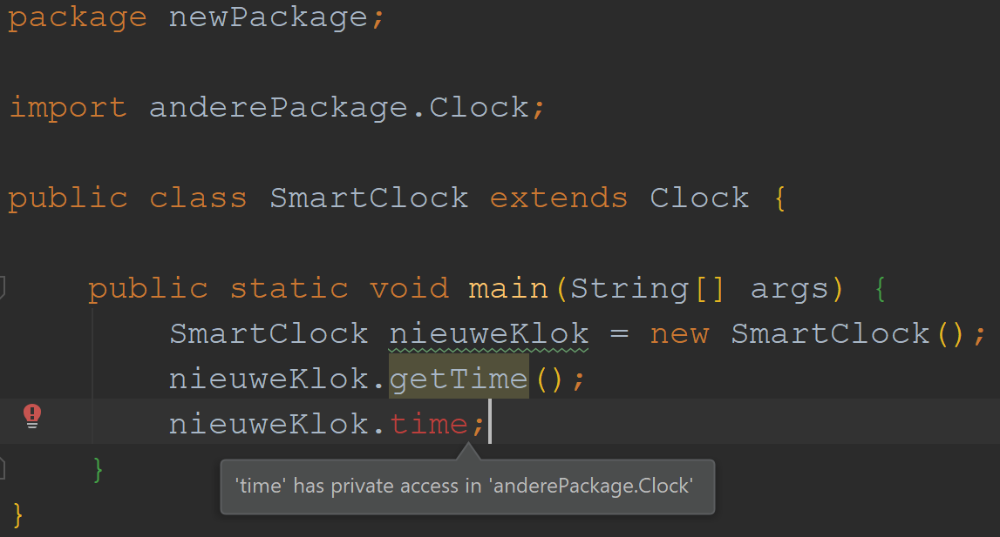 package newPackage;
import anderePackage.Clock;
public class SmartClock extends Clock {
public static void main(String[] args) {
SmartClock nieuweKlok = new SmartClock();
nieuweKlok.getTime();
nieuweKlok.time;
}
'time' has private access in 'anderePackage.Clock'
}